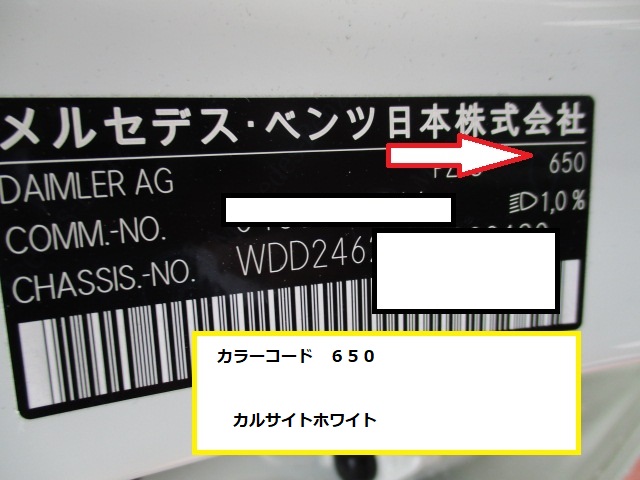 メルセデス・ベンツ日本株式会社
650
DAIMLER AG
1,0%
COMM.-NO.
CHASSIS.-NO. WDD246
カラーコード 650
カルサイトホワイト